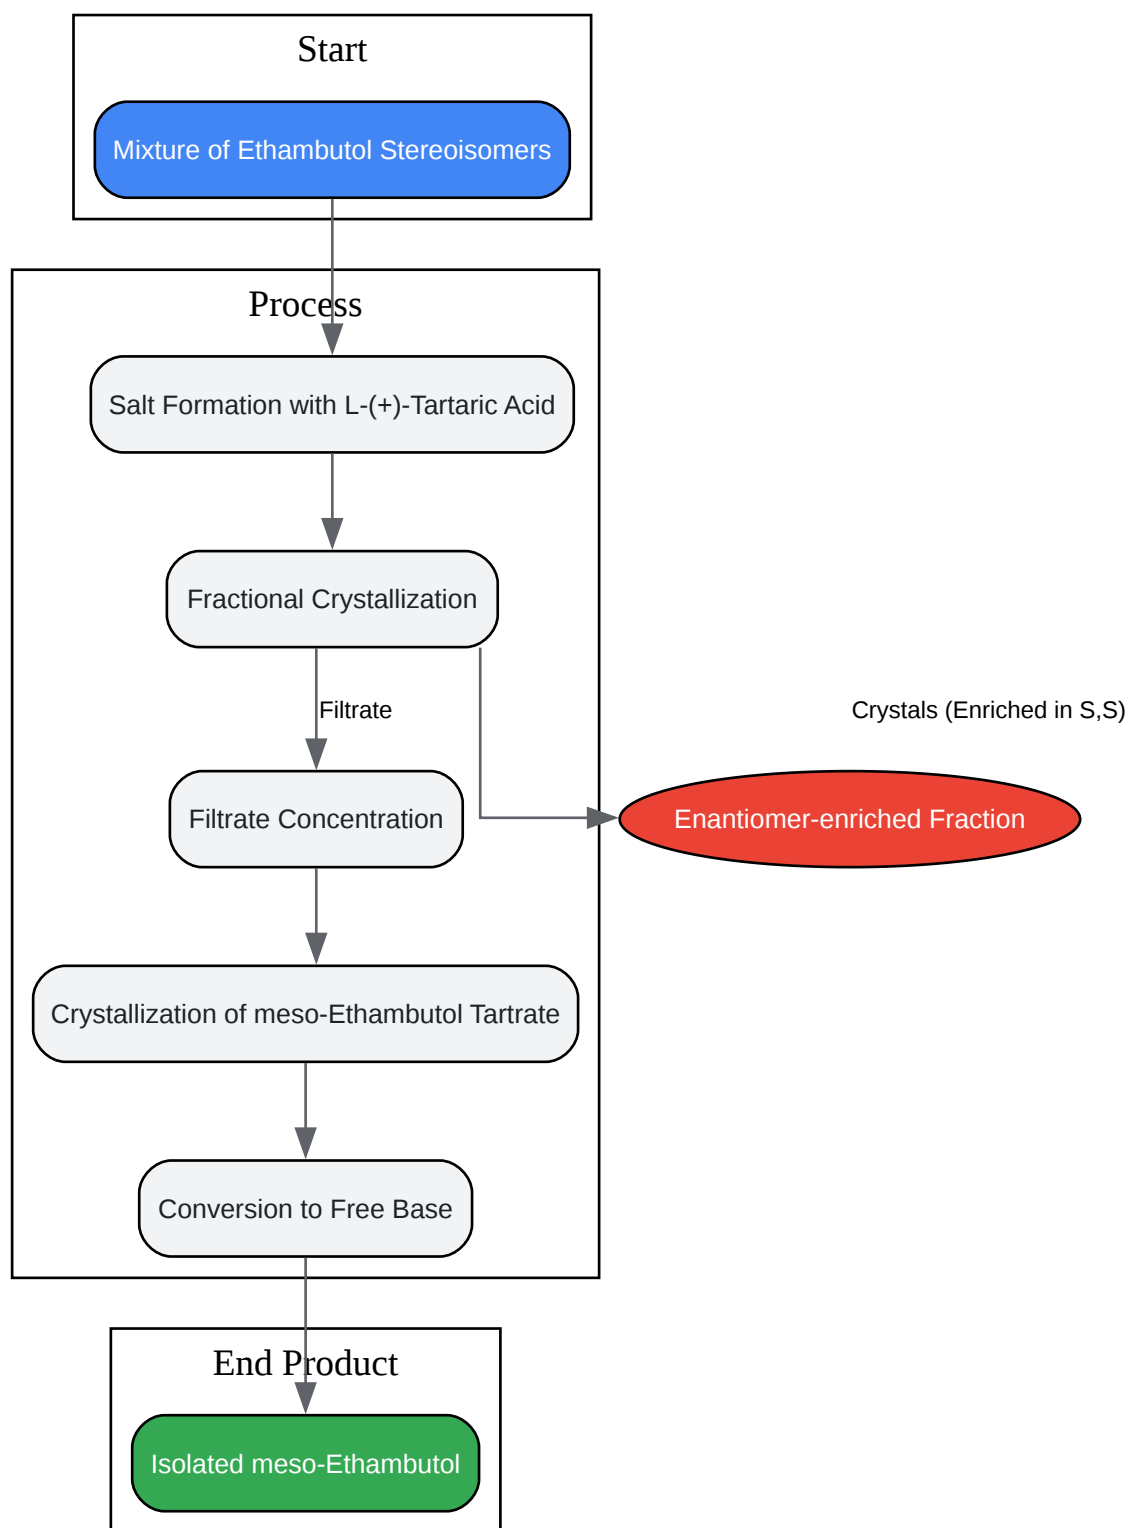 Start
Mixture of Ethambutol Stereoisomers
Process
Salt Formation with L-(+)-Tartaric Acid
Fractional Crystallization
Filtrate
Crystals (Enriched in S,S)
Filtrate Concentration
Enantiomer-enriched Fraction
Crystallization of meso-Ethambutol Tartrate
Conversion to Free Base
End Product
Isolated meso-Ethambutol